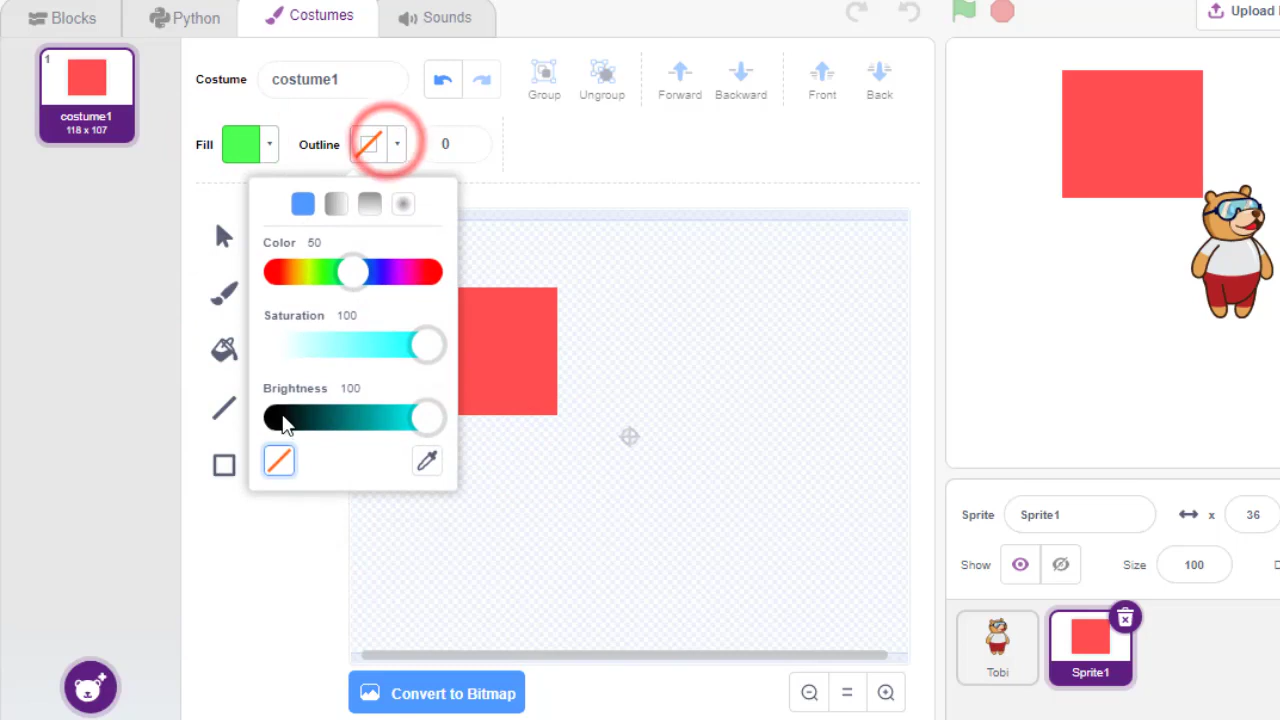 Blocks
Python
Costumes
Sounds
Upload
1
costume1
118 x 107
Costume
costume1
Group
Ungroup
Forward
Backward
Front
Back
Fill
Outline
0
Color 50
Saturation 100
Brightness 100
Convert to Bitmap
Sprite
Sprite1
x
36
Show
Size
100
Tobi
Sprite1